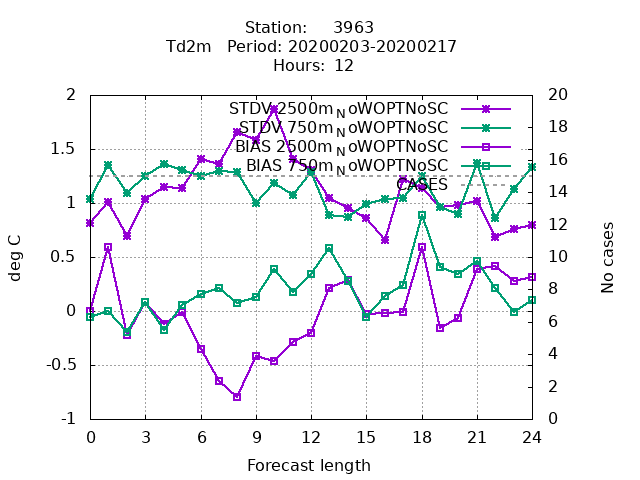 Station: 3963
Td2m Period: 20200203-20200217
Hours: 12
2 20
STDV 2500m_NoWOPTNoSC
STDV 750m_NoWOPTNoSC 18
BIAS 2500m_NoWOPTNoSC
1.5 16
BIAS 750m_NoWOPTNoSC
CASES
14
1 12
0.5 10
8
0 6
-0.5 4
2
-1 0
deg C
No cases
0 3 6 9 12 15 18 21 24
Forecast length